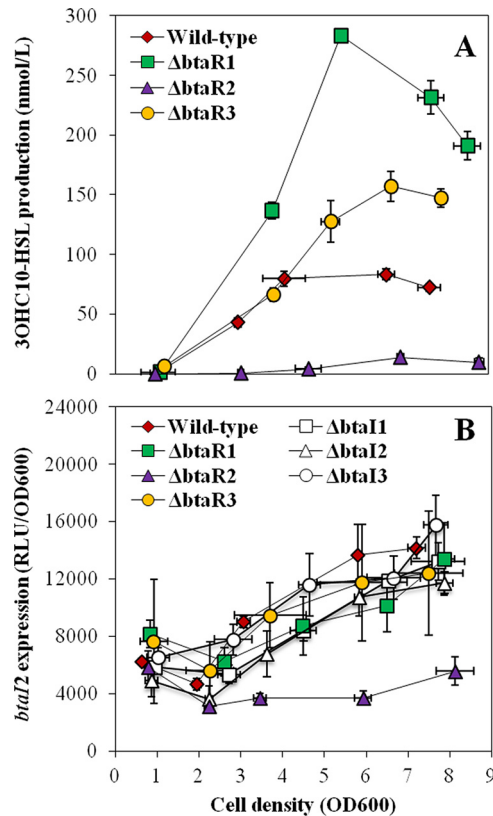 A
3OHC10-HSL production (nmol/L)
300
250
200
150
100
50
0
Wild-type
ΔbtaR1
ΔbtaR2
ΔbtaR3
B
btaI2 expression (RLU/OD600)
24000
20000
16000
12000
8000
4000
0
Wild-type
ΔbtaR1
ΔbtaR2
ΔbtaR3
ΔbtaI1
ΔbtaI2
ΔbtaI3
0 1 2 3 4 5 6 7 8 9
Cell density (OD600)